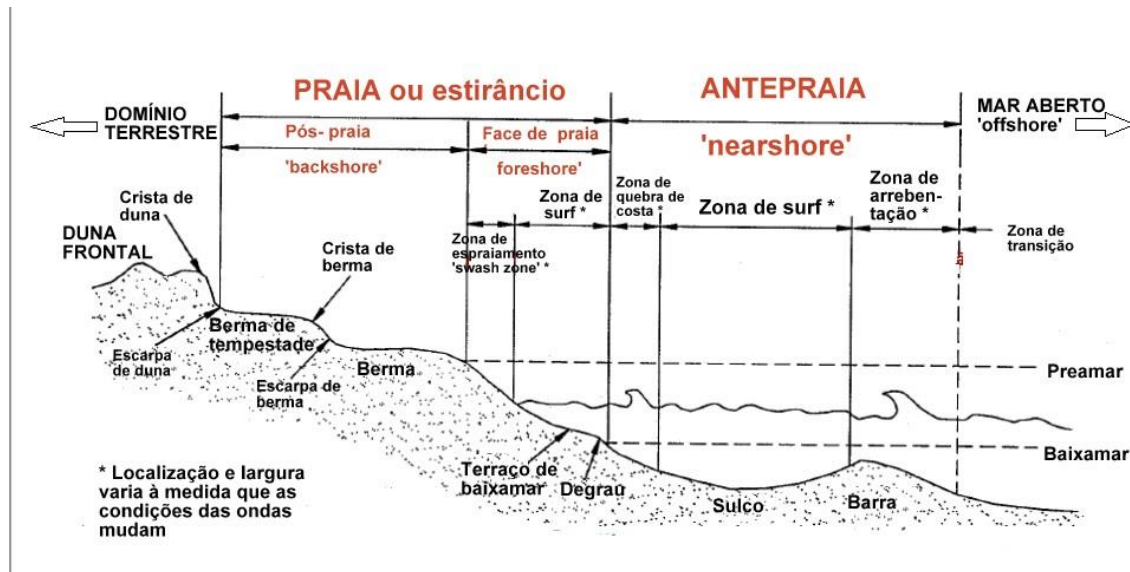 PRAIA ou estirâncio
ANTEPRAIA
DOMÍNIO
TERRESTRE
MAR ABERTO
'offshore'
Pós- praia
'backshore'
Face de praia
foreshore'
'nearshore'
Crista de
duna
DUNA
FRONTAL
Crista de
berma
Zona de
espraiamento
'swash zone' *
Zona de
surf *
Zona de
quebra de
costa *
Zona de surf *
Zona de
arreben-
tação *
Zona de
transição
Escarpa
de duna
Berma de
tempestade
Escarpa de
berma
Berma
Preamar
Baixamar
Terraço de
baixamar
Degrau
Sulco
Barra
* Localização e largura
varia à medida que as
condições das ondas
mudam